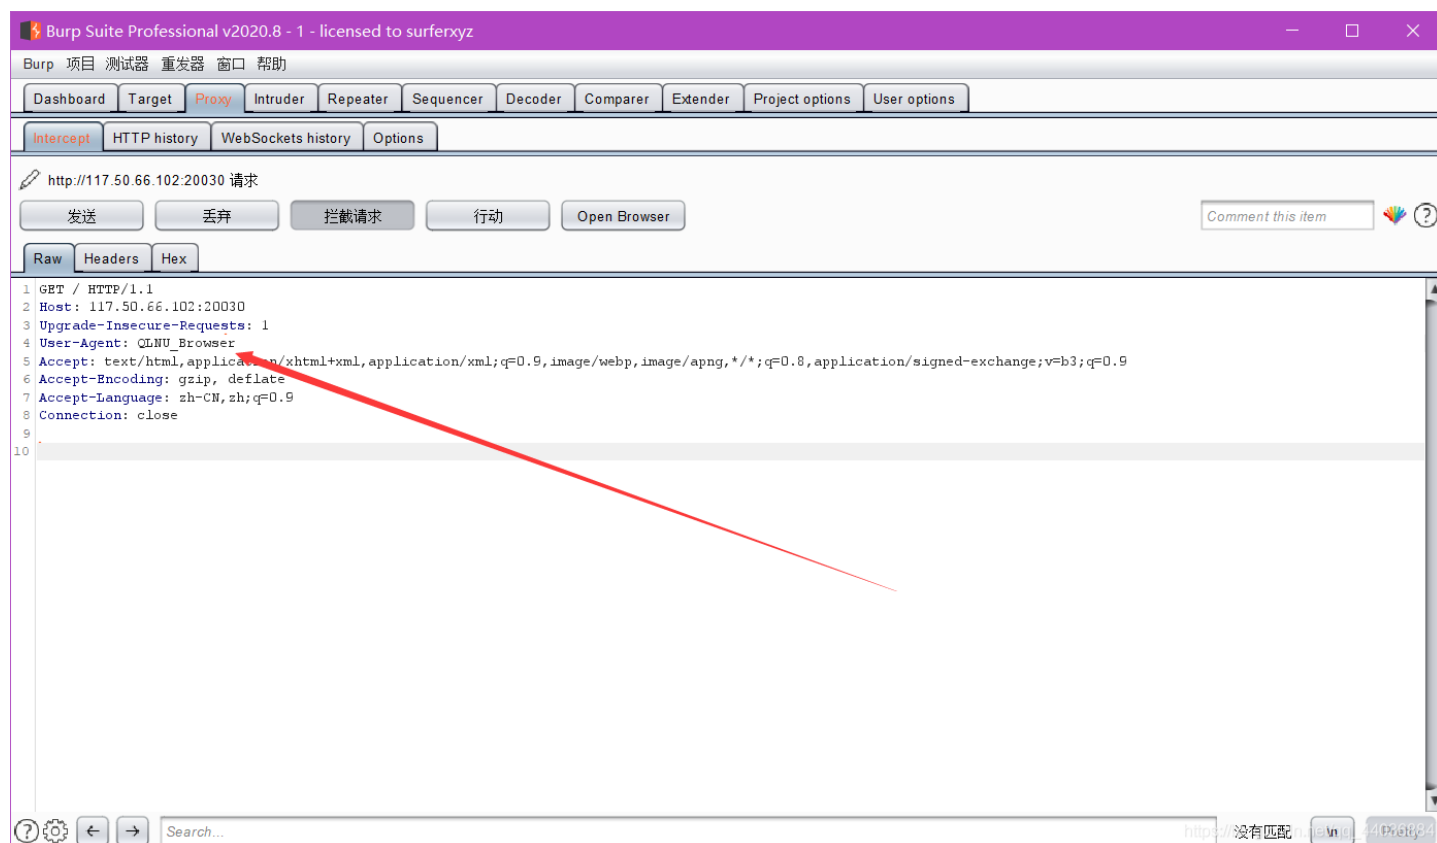 Burp Suite Professional v2020.8 - 1 - licensed to surferxyz
Burp 项目 测试器 重发器 窗口 帮助
Dashboard Target Proxy Intruder Repeater Sequencer Decoder Comparer Extender Project options User options
Intercept HTTP history WebSockets history Options
http://117.50.66.102:20030 请求
发送 丢弃 拦截请求 行动 Open Browser Comment this item
Raw Headers Hex
1 GET / HTTP/1.1
2 Host: 117.50.66.102:20030
3 Upgrade-Insecure-Requests: 1
4 User-Agent: QLNU_Browser
5 Accept: text/html,application/xhtml+xml,application/xml;q=0.9,image/webp,image/apng,*/*;q=0.8,application/signed-exchange;v=b3;q=0.9
6 Accept-Encoding: gzip, deflate
7 Accept-Language: zh-CN,zh;q=0.9
8 Connection: close
9
10
Search... 没有匹配 \n Pretty